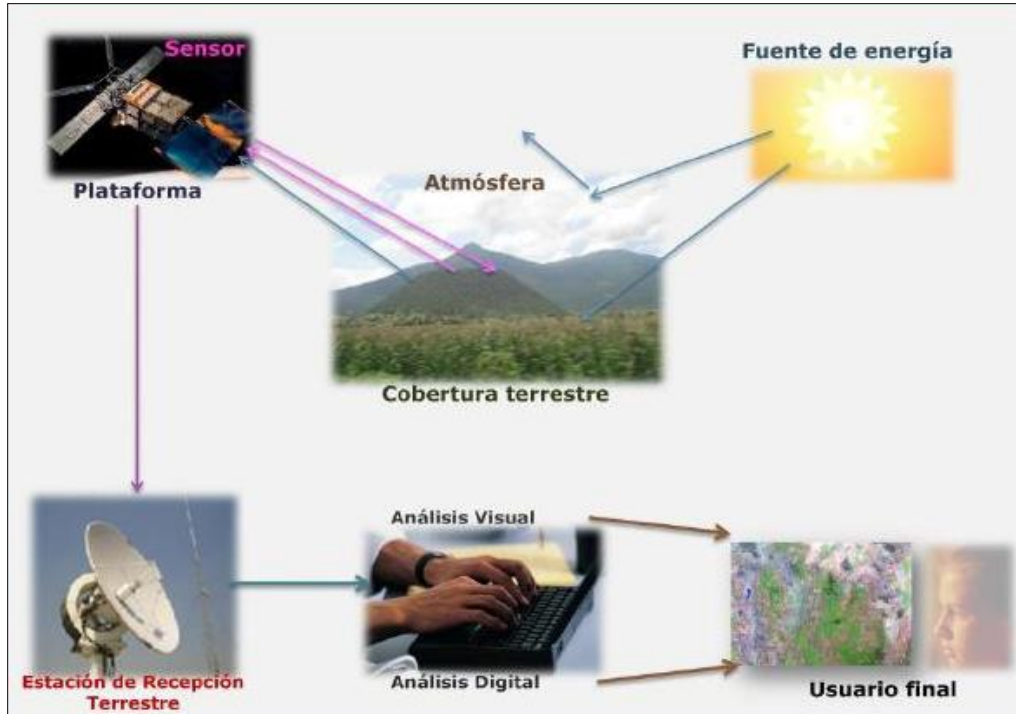 Sensor
Fuente de energía
Plataforma
Atmósfera
Cobertura terrestre
Análisis Visual
Estación de Recepción
Terrestre
Análisis Digital
Usuario final